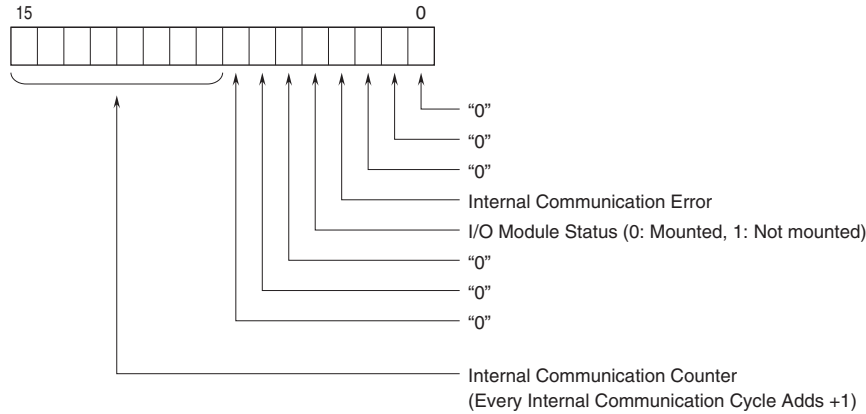 15 0
“0”
“0”
“0”
Internal Communication Error
I/O Module Status (0: Mounted, 1: Not mounted)
“0”
“0”
“0”
Internal Communication Counter
(Every Internal Communication Cycle Adds +1)